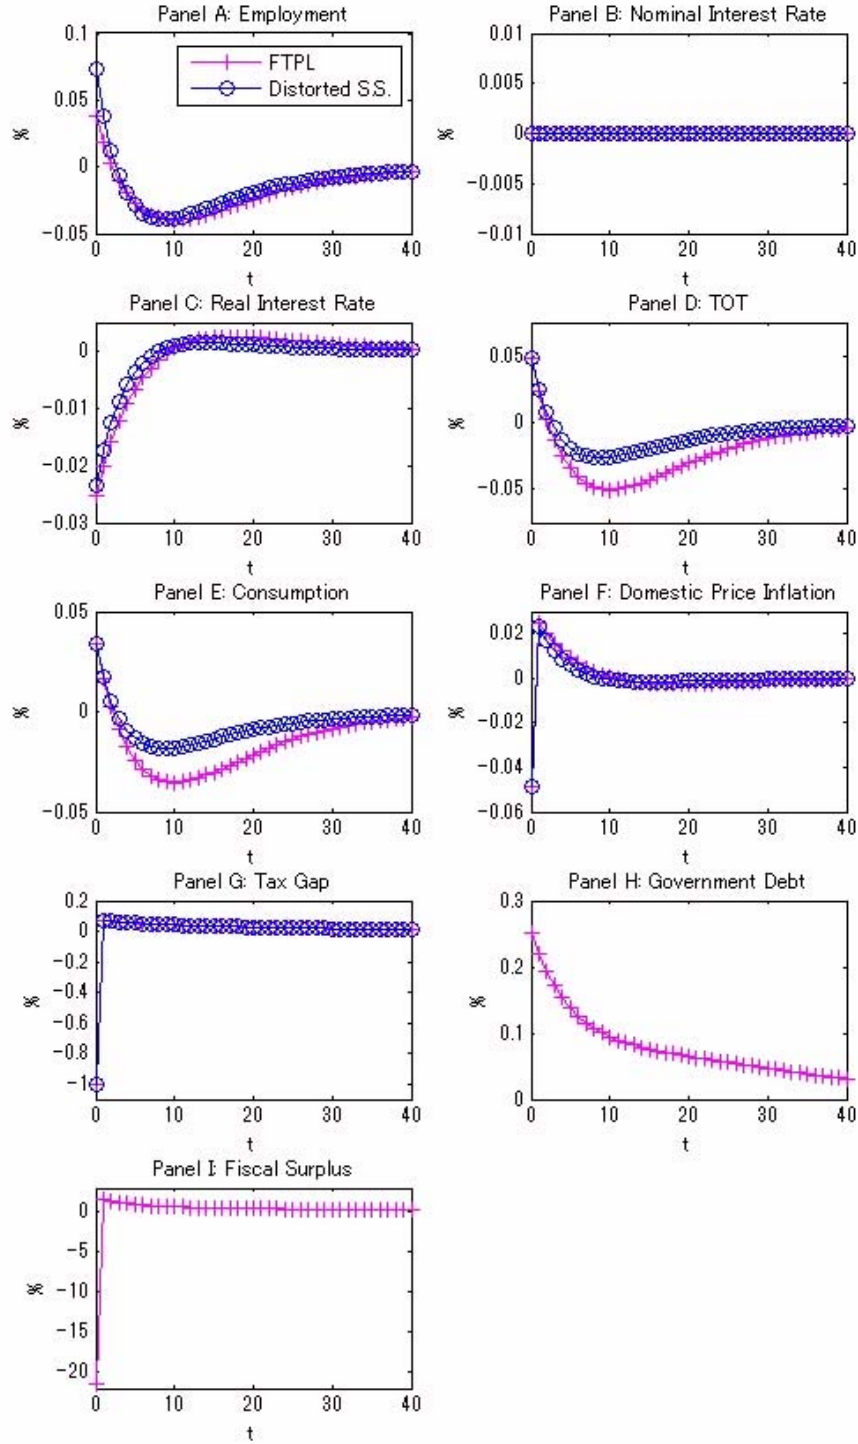 Panel A: Employment
0.1
0.05
0
-0.05
%
FTPL
Distorted S.S.
0 10 20 30 40
t
Panel B: Nominal Interest Rate
0.01
0.005
0
-0.005
-0.01
%
0 10 20 30 40
t
Panel C: Real Interest Rate
0
-0.01
-0.02
-0.03
%
0 10 20 30 40
t
Panel D: TOT
0.05
0
-0.05
%
0 10 20 30 40
t
Panel E: Consumption
0.05
0
-0.05
%
0 10 20 30 40
t
Panel F: Domestic Price Inflation
0.02
0
-0.02
-0.04
-0.06
%
0 10 20 30 40
t
Panel G: Tax Gap
0.2
0
-0.2
-0.4
-0.6
-0.8
-1
%
0 10 20 30 40
t
Panel H: Government Debt
0.3
0.2
0.1
0
%
0 10 20 30 40
t
Panel I: Fiscal Surplus
0
-5
-10
-15
-20
%
0 10 20 30 40
t